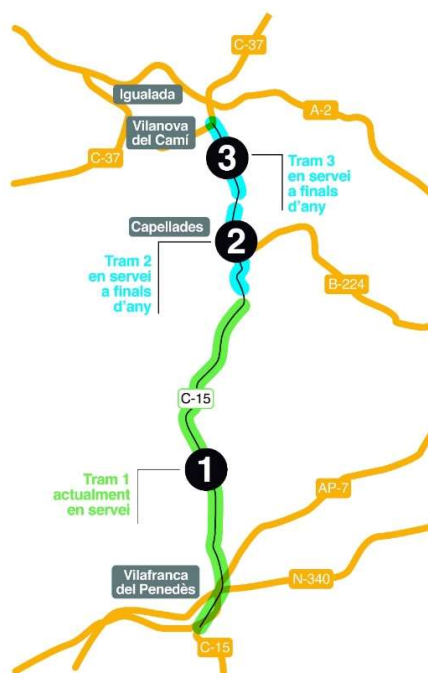 C-37
Igualada
A-2
Vilanova
del Camí
3
C-37
Tram 3
en servei
a finals
d'any
Capellades
2
Tram 2
en servei
a finals
d'any
B-224
C-15
1
Tram 1
actualment
en servei
AP-7
Vilafranca
del Penedès
N-340
C-15